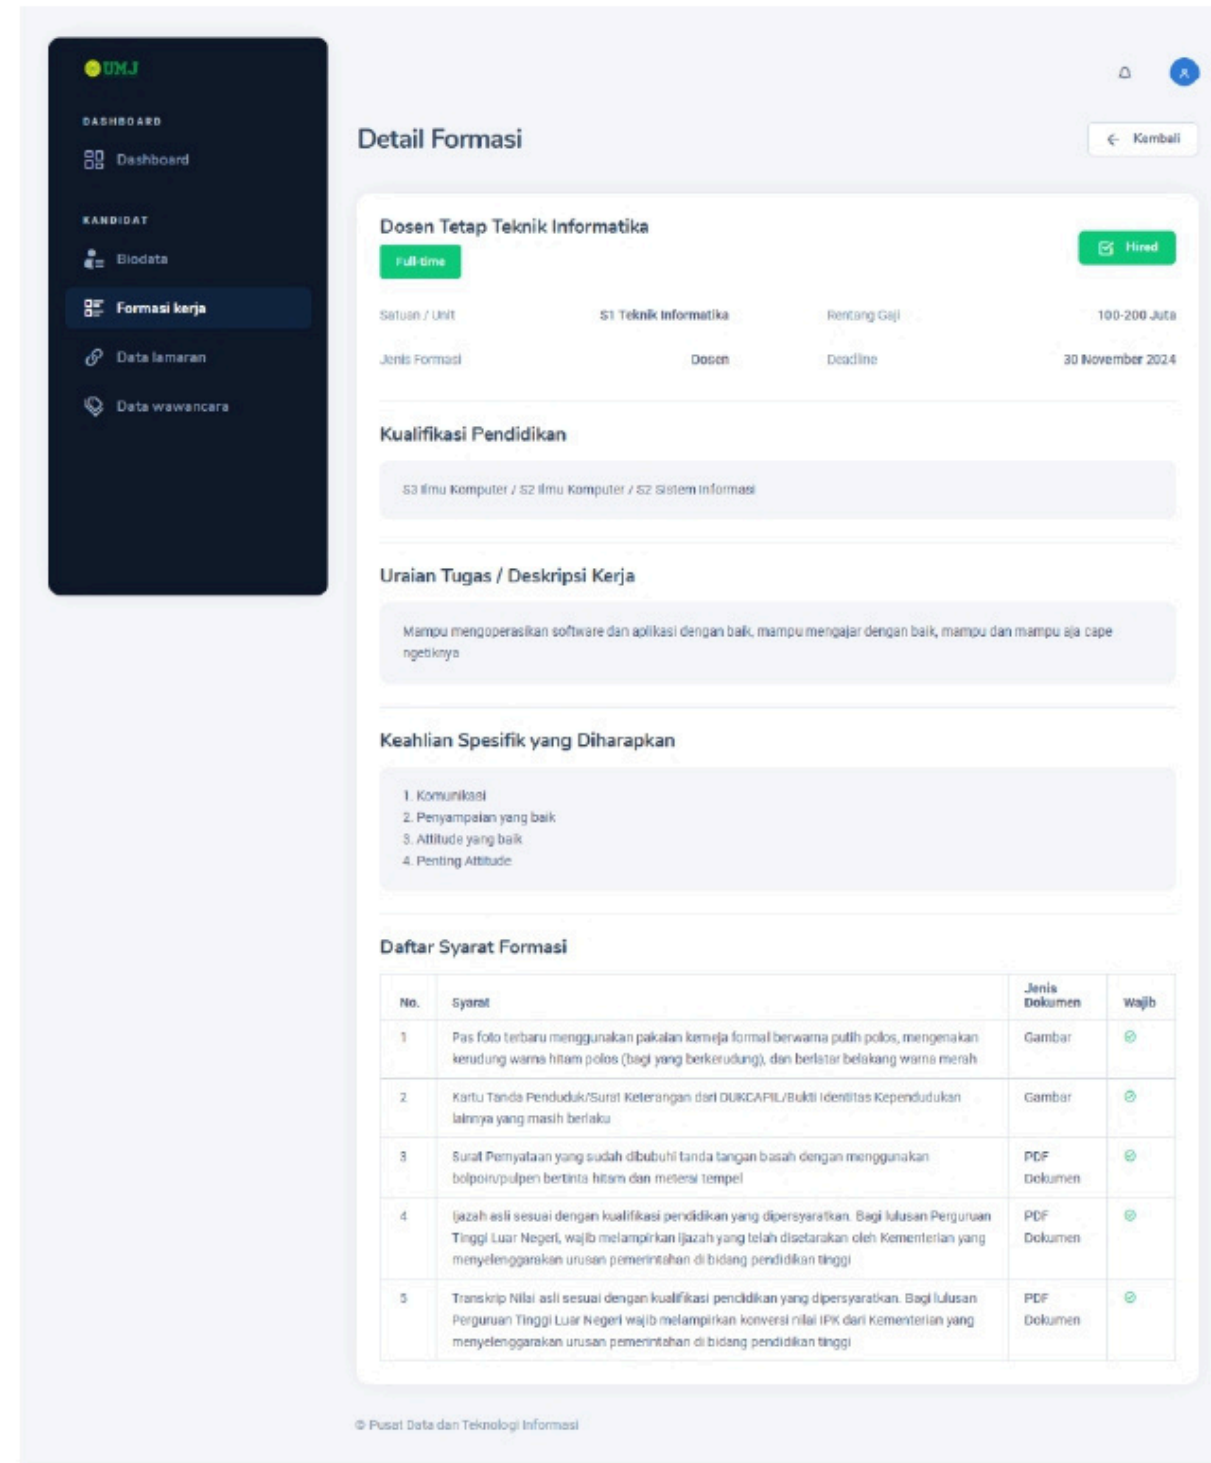 UMJ
DASHBOARD
Dashboard
KANDIDAT
Biodata
Formasi kerja
Data lamaran
Data wawancara
Detail Formasi
Kembali
Dosen Tetap Teknik Informatika
Full-time
Hired
Satuan / Unit
S1 Teknik Informatika
Rentang Gaji
100-200 Juta
Jenis Formasi
Dosen
Deadline
30 November 2024
Kualifikasi Pendidikan
S3 Ilmu Komputer / S2 Ilmu Komputer / S2 Sistem Informasi
Uraian Tugas / Deskripsi Kerja
Mampu mengoperasikan software dan aplikasi dengan baik, mampu mengajar dengan baik, mampu dan mampu aja cape
ngetiknya
Keahlian Spesifik yang Diharapkan
1. Komunikasi
2. Penyampaian yang baik
3. Attitude yang baik
4. Penting Attitude
Daftar Syarat Formasi
No. Syarat Jenis Dokumen Wajib
1 Pas foto terbaru menggunakan pakaian kemeja formal berwarna putih polos, mengenakan Gambar
kerudung warna hitam polos (bagi yang berkerudung), dan berlatar belakang warna merah
2 Kartu Tanda Penduduk/Surat Keterangan dari DUKCAPIL/Bukti Identitas Kependudukan Gambar
lainnya yang masih berlaku
3 Surat Pernyataan yang sudah dibubuhi tanda tangan basah dengan menggunakan PDF
bolpoin/pulpen bertinta hitam dan meterai tempel Dokumen
4 Ijazah asli sesuai dengan kualifikasi pendidikan yang dipersyaratkan. Bagi lulusan Perguruan PDF
Tinggi Luar Negeri, wajib melampirkan ijazah yang telah disetarakan oleh Kementerian yang Dokumen
menyelenggarakan urusan pemerintahan di bidang pendidikan tinggi
5 Transkrip Nilai asli sesuai dengan kualifikasi pendidikan yang dipersyaratkan. Bagi lulusan PDF
Perguruan Tinggi Luar Negeri wajib melampirkan konversi nilai IPK dari Kementerian yang Dokumen
menyelenggarakan urusan pemerintahan di bidang pendidikan tinggi
© Pusat Data dan Teknologi Informasi